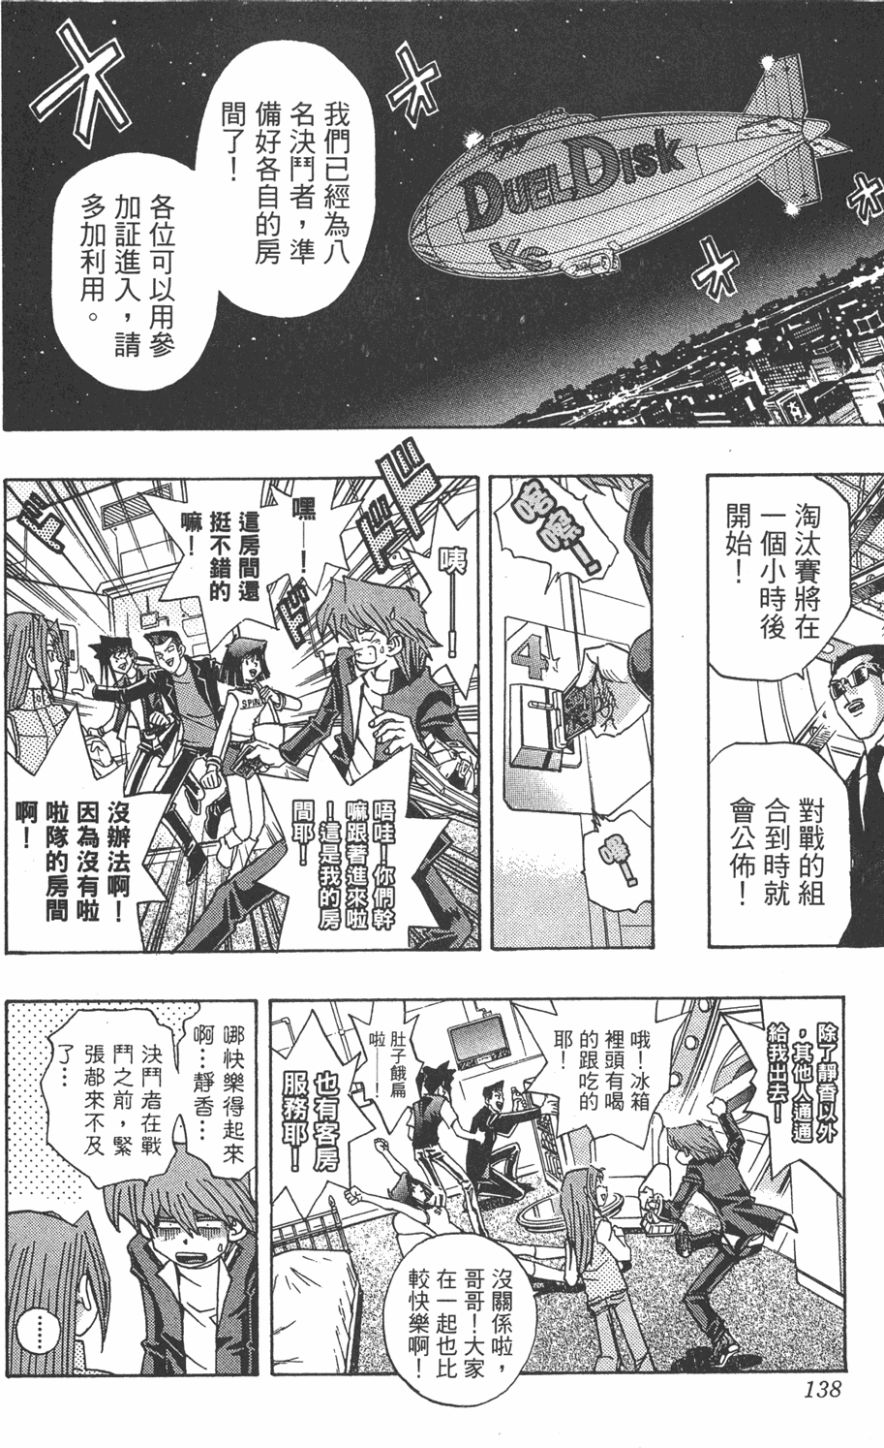 我們已經為八
名決鬥者，準
備好各自的房
間了！
各位可以用參
加証進入，請
多加利用。
DUEL DISK
KC
淘汰賽將在
一個小時後
開始！
對戰的組
合到時就
會公佈！
4
咦——！
嘿——！
這房間還
挺不錯的
嘛！
SPIN
唔哇！你們幹
嘛跟著進來啦
！這是我的房
間耶！
沒辦法啊！
因為沒有啦
啦隊的房間
啊！
除了靜香以外
，其他人通通
給我出去！
哦！冰箱
裡頭有喝
的跟吃的
耶！
肚子餓扁
啦——！
也有客房
服務耶！
沒關係啦，
哥哥！大家
在一起也比
較快樂啊！
哪快樂得起來
啊…靜香…
決鬥者在戰
鬥之前，緊
張都來不及
了…
……
138